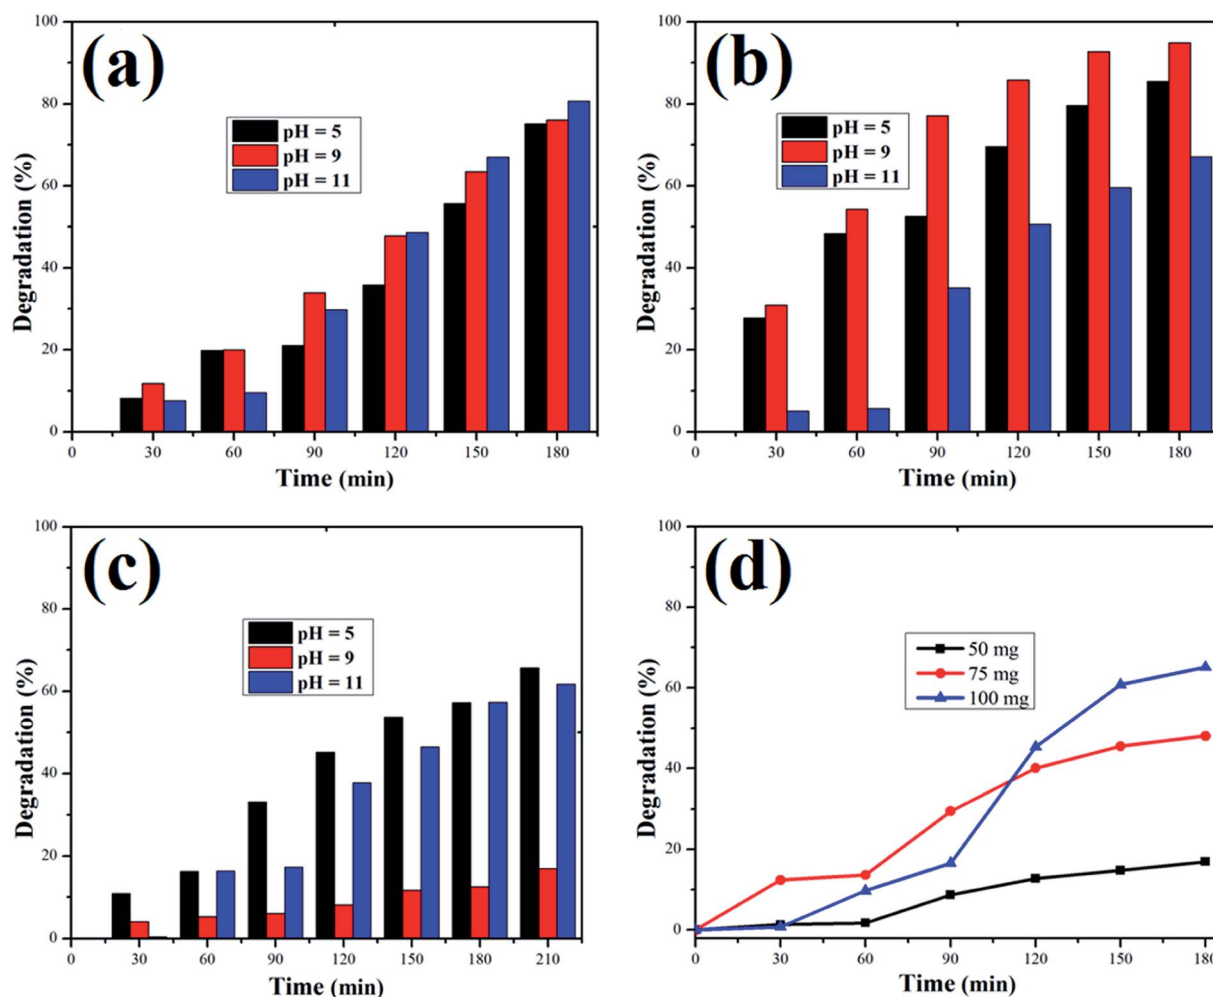 (a)
Degradation (%)
100
80
60
40
20
0
pH = 5
pH = 9
pH = 11
0 30 60 90 120 150 180
Time (min)
(b)
Degradation (%)
100
80
60
40
20
0
pH = 5
pH = 9
pH = 11
0 30 60 90 120 150 180
Time (min)
(c)
Degradation (%)
100
80
60
40
20
0
pH = 5
pH = 9
pH = 11
0 30 60 90 120 150 180 210
Time (min)
(d)
Degradation (%)
100
80
60
40
20
0
50 mg
75 mg
100 mg
0 30 60 90 120 150 180
Time (min)